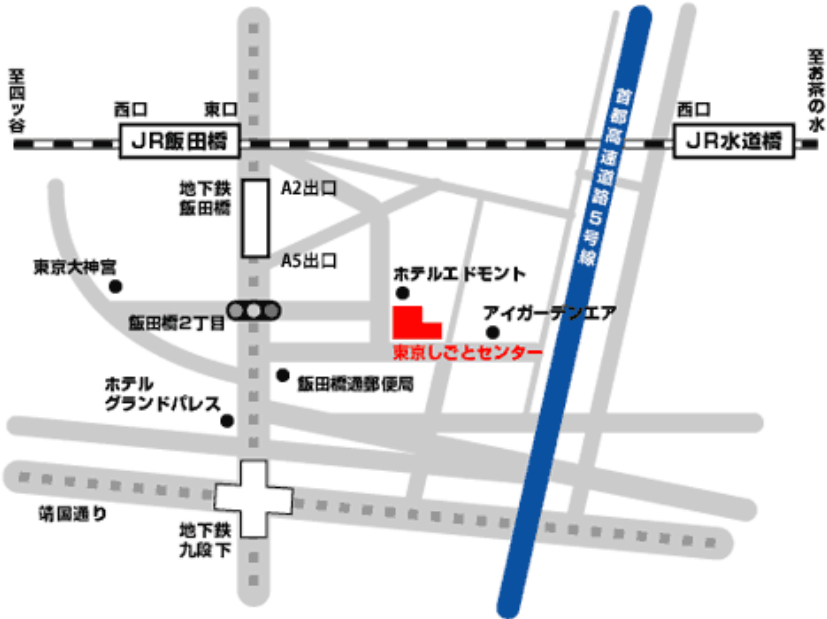 至四ッ谷
至お茶の水
西口
東口
西口
JR飯田橋
JR水道橋
首都高速道路5号線
地下鉄
飯田橋
A2出口
A5出口
東京大神宮
ホテルエドモント
アイガーデンエア
飯田橋2丁目
東京しごとセンター
ホテル
グランドパレス
飯田橋通郵便局
靖国通り
地下鉄
九段下